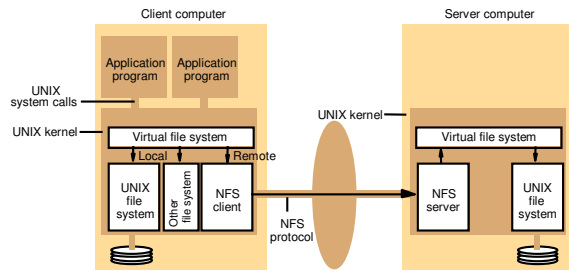 Client computer
Server computer
Application
program
Application
program
UNIX
system calls
UNIX kernel
UNIX kernel
Virtual file system
Virtual file system
Local
Remote
UNIX
file
system
Other
file system
NFS
client
NFS
server
UNIX
file
system
NFS
protocol